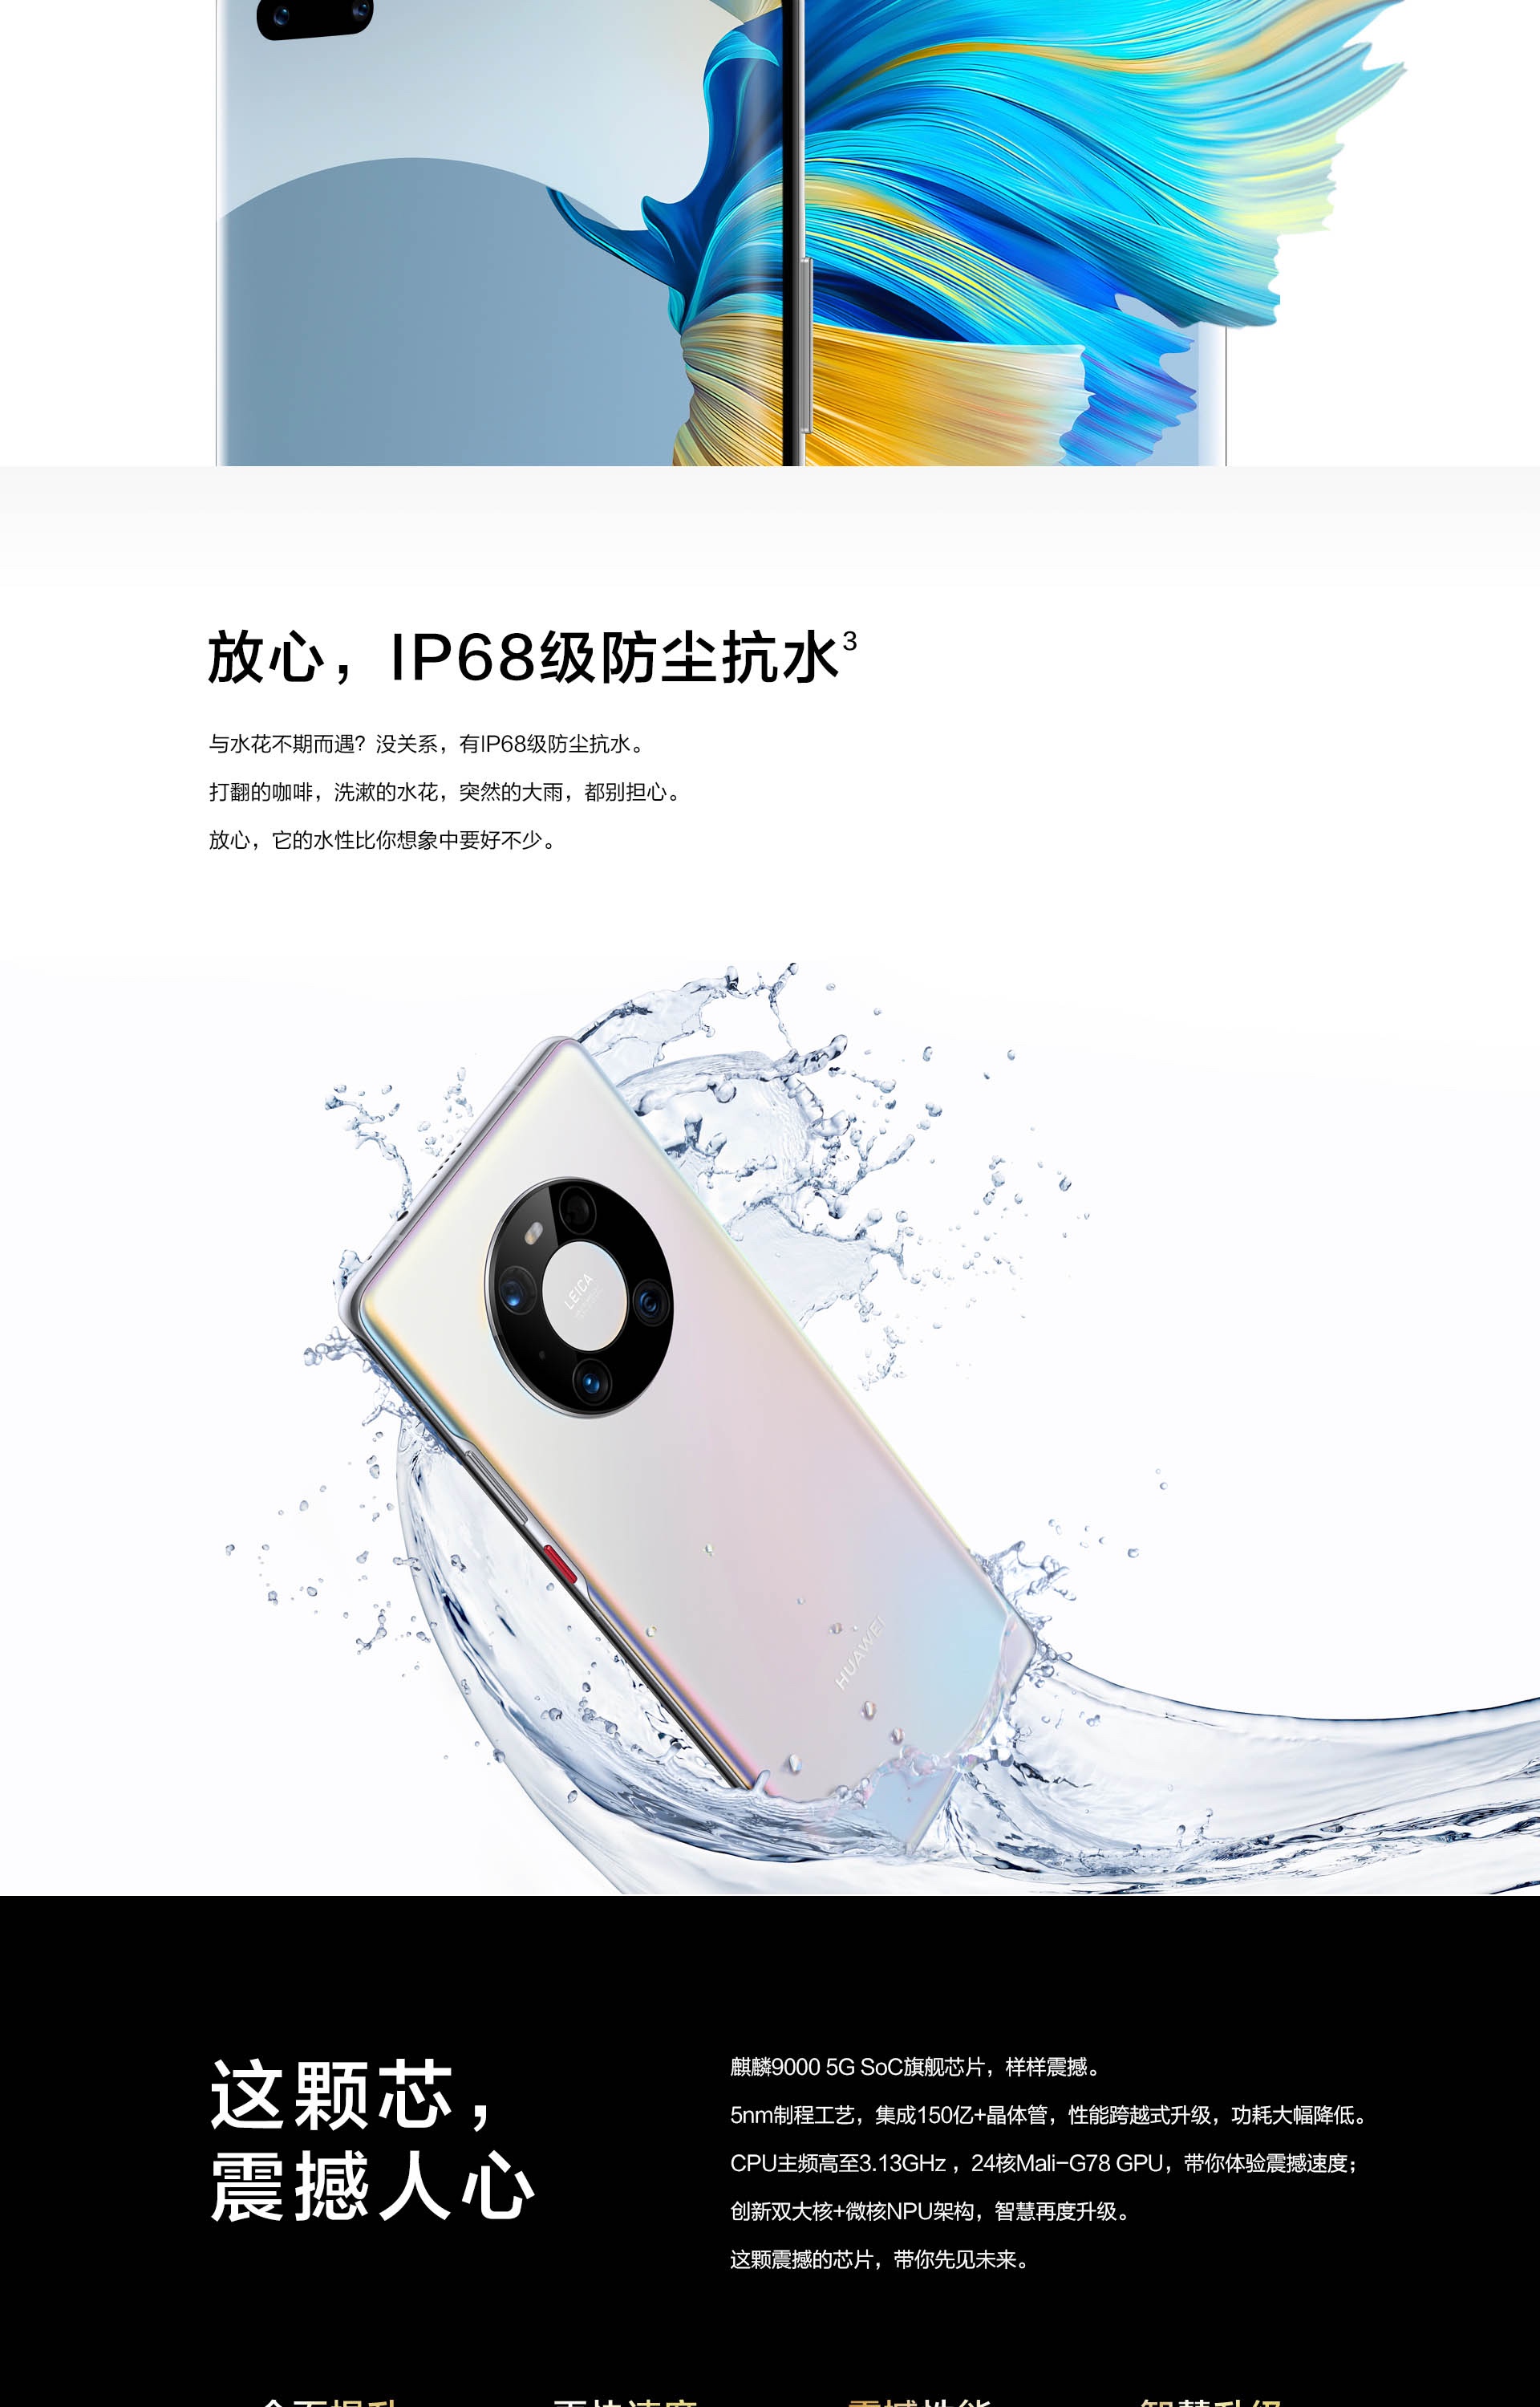 放心，IP68级防尘抗水3
与水花不期而遇？没关系，有IP68级防尘抗水。
打翻的咖啡，洗漱的水花，突然的大雨，都别担心。
放心，它的水性比你想象中要好不少。
LEICA
HUAWEI
这颗芯，
震撼人心
麒麟9000 5G SoC旗舰芯片，样样震撼。
5nm制程工艺，集成150亿+晶体管，性能跨越式升级，功耗大幅降低。
CPU主频高至3.13GHz ，24核Mali-G78 GPU，带你体验震撼速度；
创新双大核+微核NPU架构，智慧再度升级。
这颗震撼的芯片，带你先见未来。